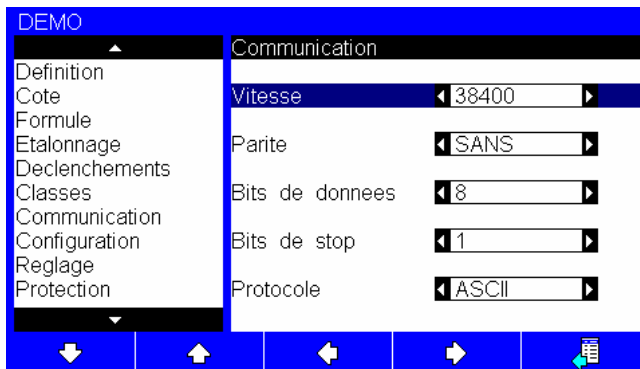 DEMO
Definition
Cote
Formule
Etalonnage
Declenchements
Classes
Communication
Configuration
Reglage
Protection
Communication
Vitesse 38400
Parite SANS
Bits de donnees 8
Bits de stop 1
Protocole ASCII